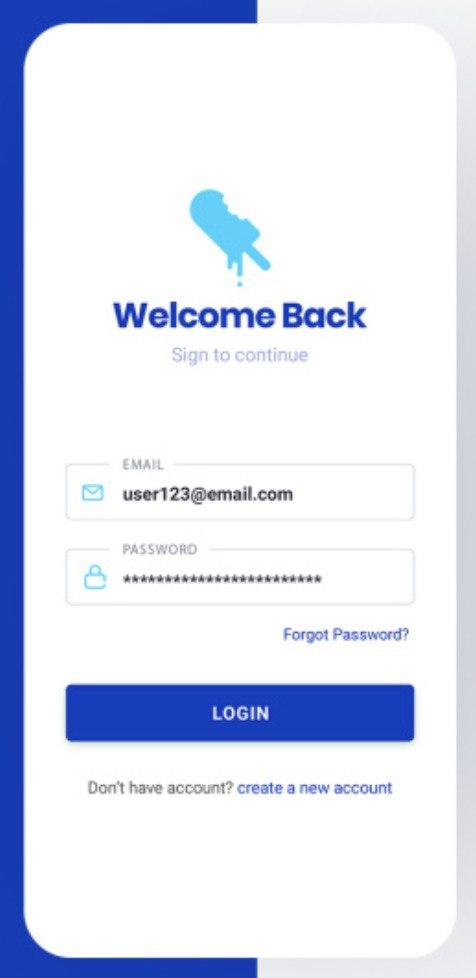 Welcome Back
Sign to continue
EMAIL
user123@email.com
PASSWORD
************************
Forgot Password?
LOGIN
Don't have account? create a new account